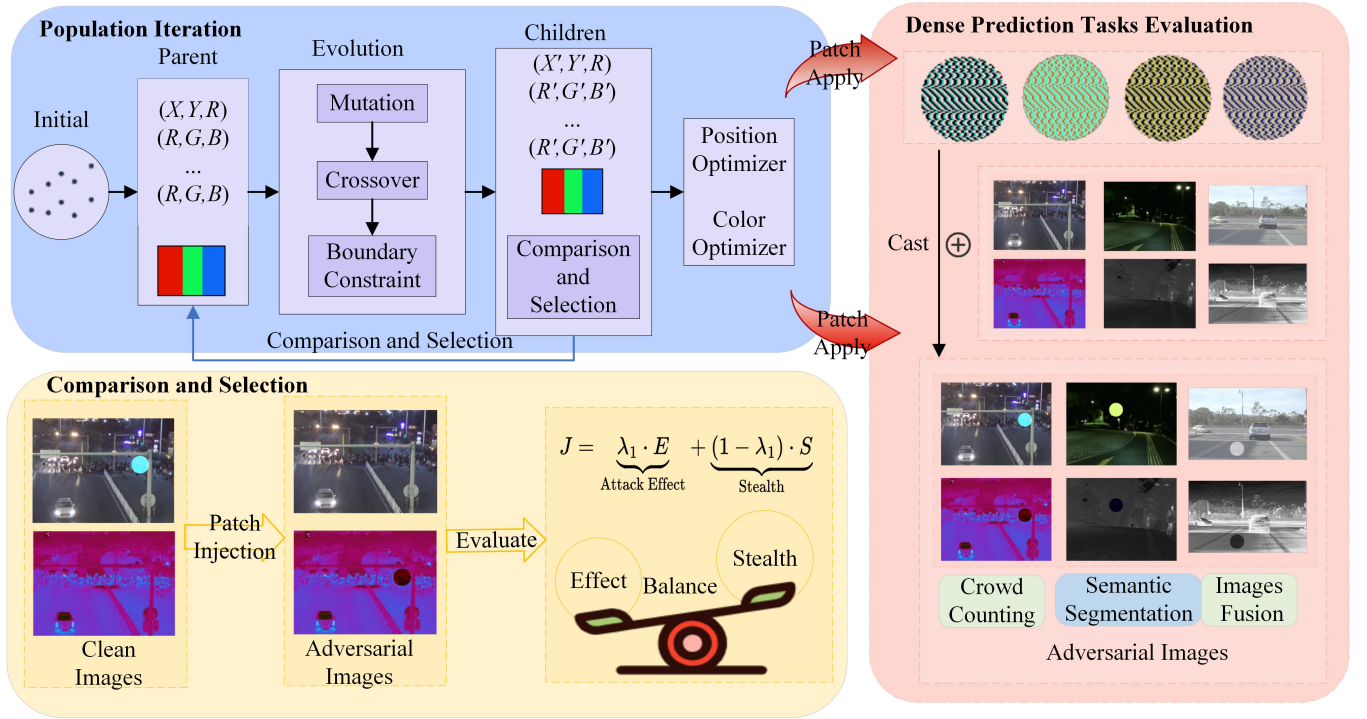 Population Iteration
Initial
Parent
(X,Y,R)
(R,G,B)
...
(R,G,B)
Evolution
Mutation
Crossover
Boundary
Constraint
Children
(X′,Y′,R)
(R′,G′,B′)
...
(R′,G′,B′)
Comparison
and
Selection
Position
Optimizer
Color
Optimizer
Comparison and Selection
Patch
Apply
Patch
Apply
Comparison and Selection
Clean
Images
Patch
Injection
Adversarial
Images
Evaluate
J = λ₁ · E + (1 − λ₁) · S
Attack Effect
Stealth
Effect
Balance
Stealth
Dense Prediction Tasks Evaluation
Cast
Crowd
Counting
Semantic
Segmentation
Images
Fusion
Adversarial Images